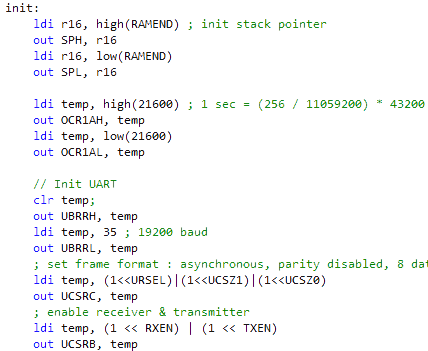 init:
ldi r16, high(RAMEND) ; init stack pointer
out SPH, r16
ldi r16, low(RAMEND)
out SPL, r16
ldi temp, high(21600) ; 1 sec = (256 / 11059200) * 43200
out OCR1AH, temp
ldi temp, low(21600)
out OCR1AL, temp
// Init UART
clr temp;
out UBRRH, temp
ldi temp, 35 ; 19200 baud
out UBRRL, temp
; set frame format : asynchronous, parity disabled, 8 dat
ldi temp, (1<<URSEL)|(1<<UCSZ1)|(1<<UCSZ0)
out UCSRC, temp
; enable receiver & transmitter
ldi temp, (1 << RXEN) | (1 << TXEN)
out UCSRB, temp